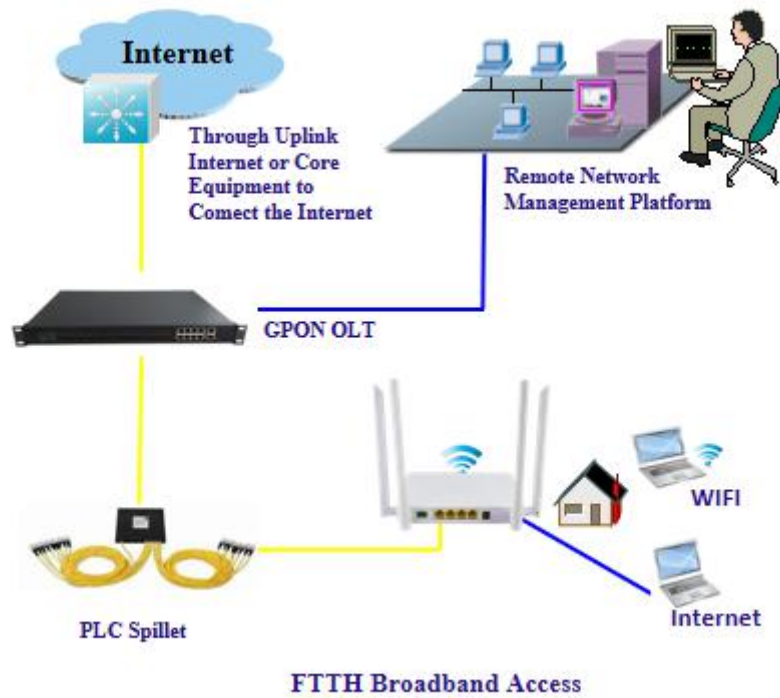 Internet
Through Uplink
Internet or Core
Equipment to
Comect the Internet
Remote Network
Management Platform
GPON OLT
WIFI
Internet
PLC Spillet
FTTH Broadband Access